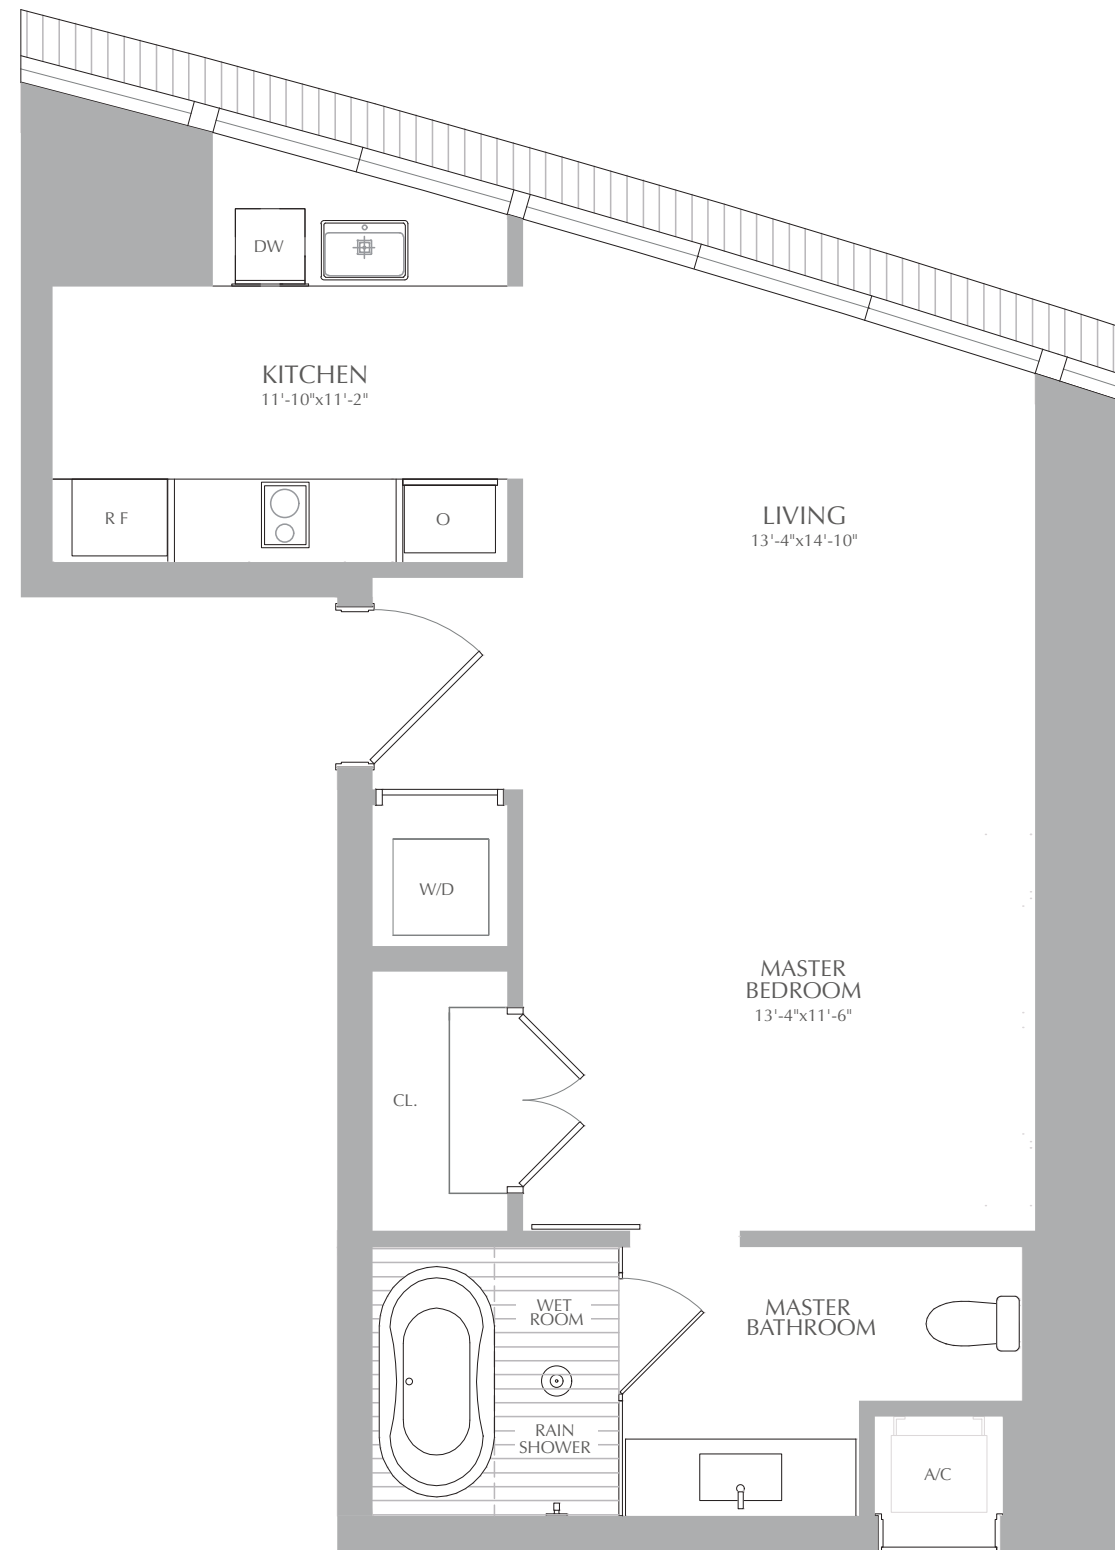 DW
KITCHEN
11'-10"x11'-2"
R F
O
LIVING
13'-4"x14'-10"
W/D
MASTER
BEDROOM
13'-4"x11'-6"
CL.
WET
ROOM
MASTER
BATHROOM
RAIN
SHOWER
A/C